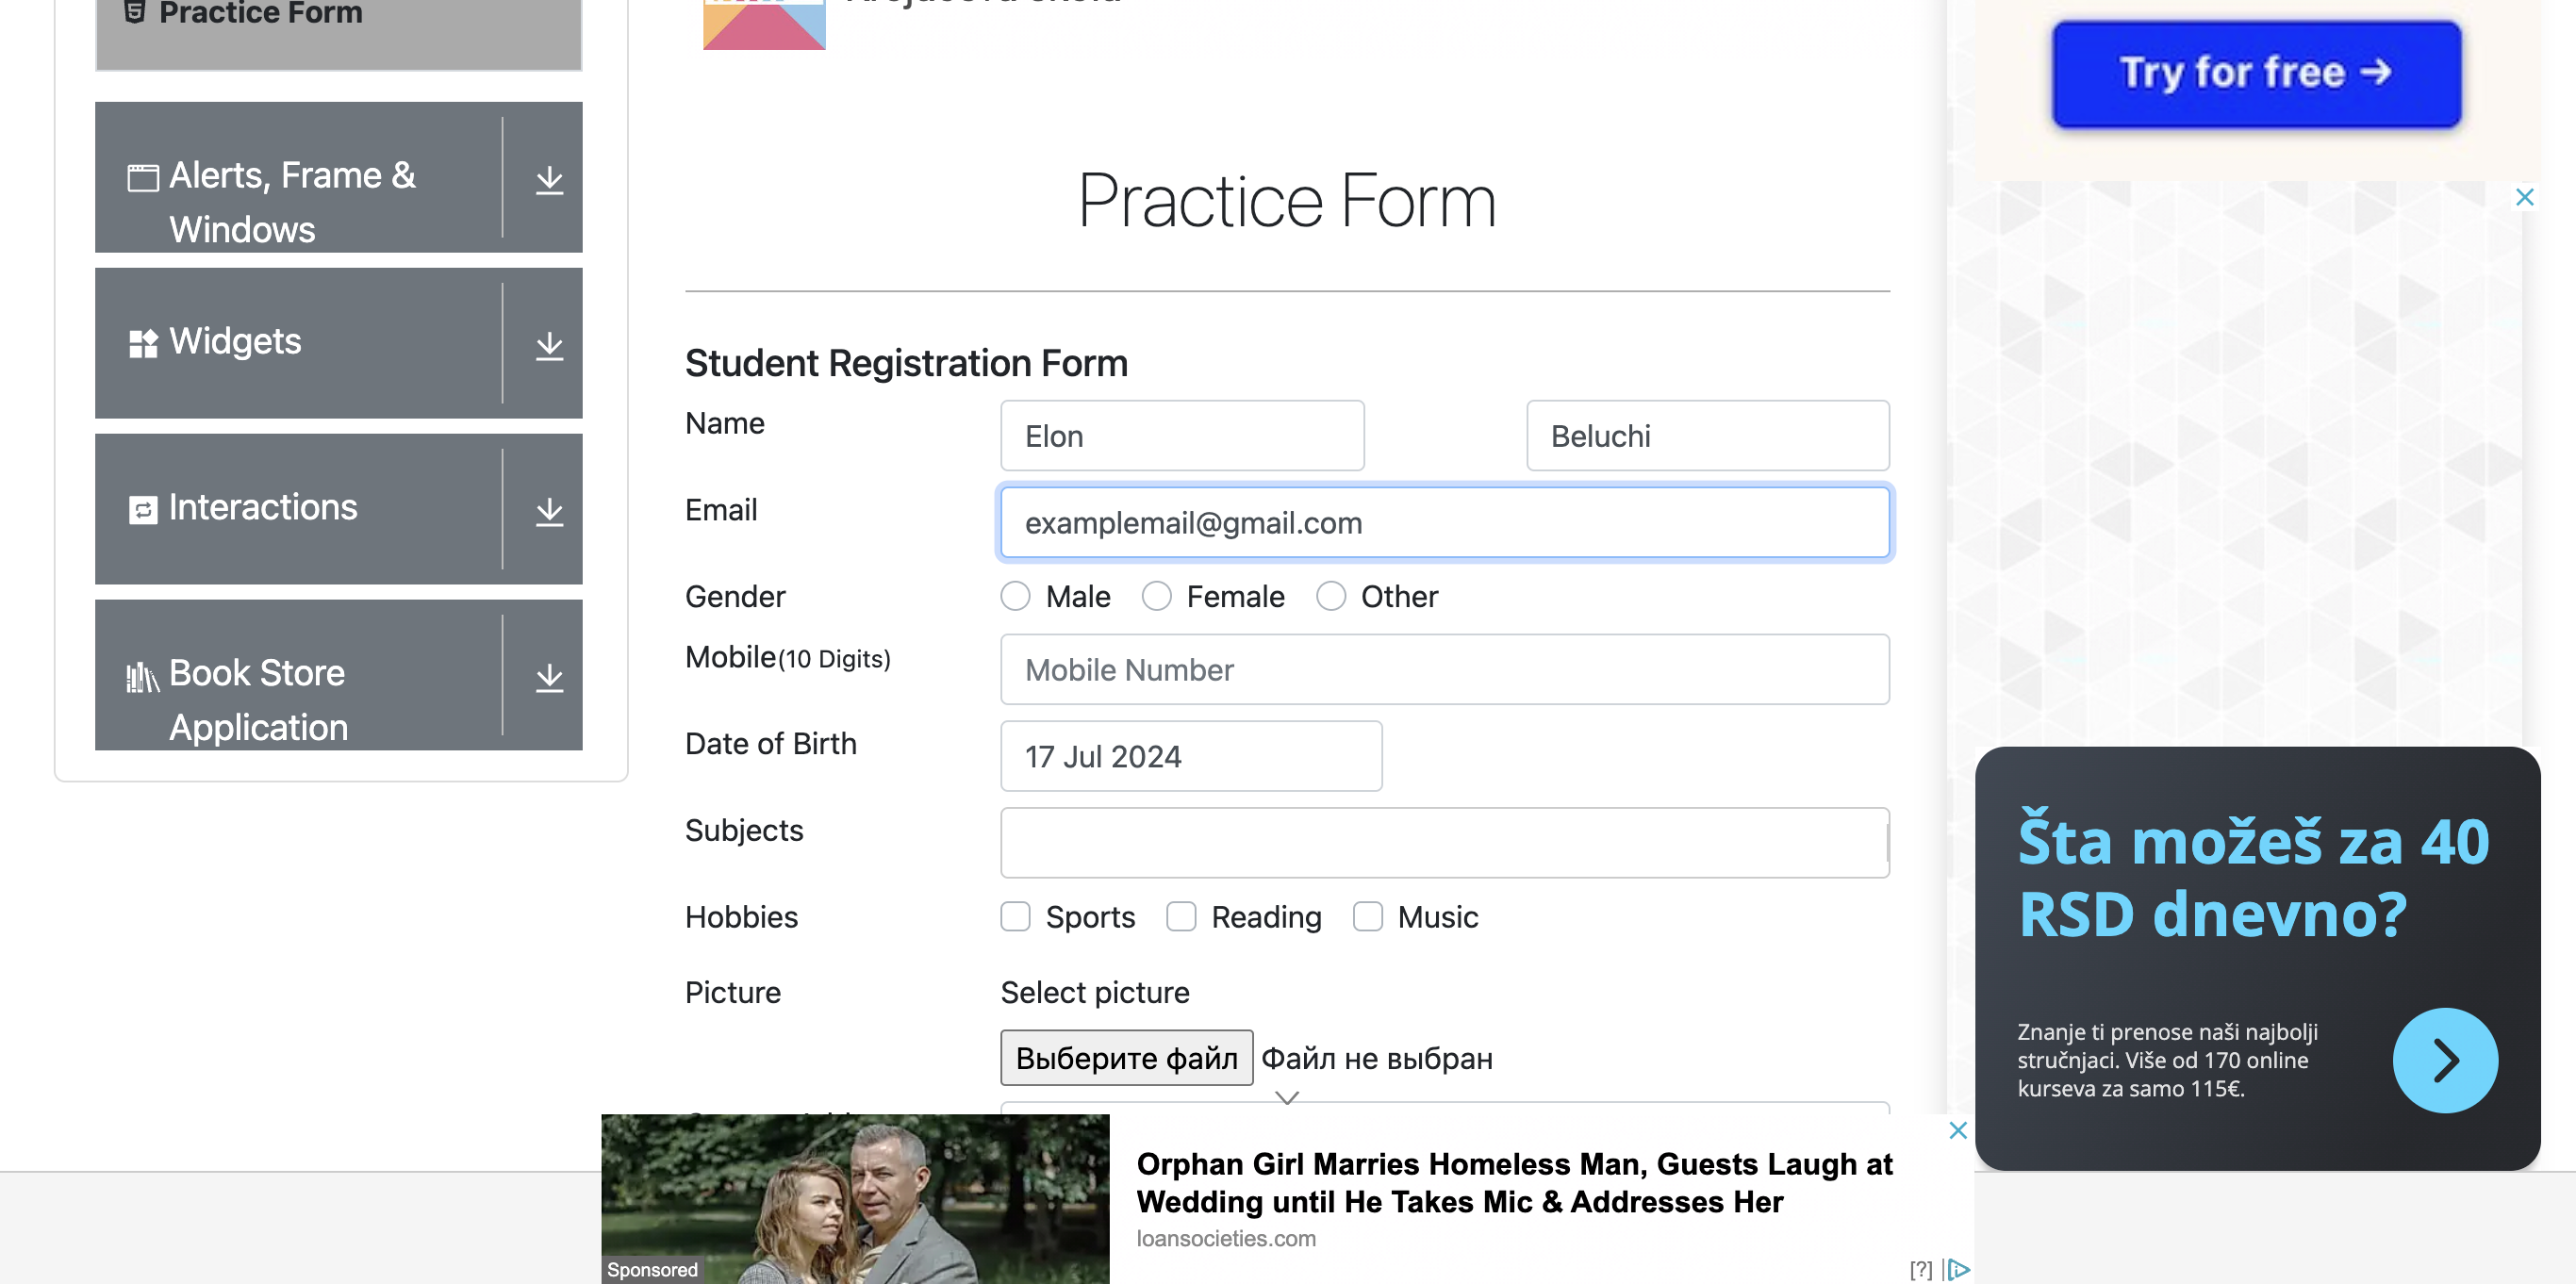 Practice Form
Alerts, Frame &
Windows
Widgets
Interactions
Book Store
Application
Practice Form
Student Registration Form
Name
Elon
Beluchi
Email
examplemail@gmail.com
Gender
Male
Female
Other
Mobile(10 Digits)
Mobile Number
Date of Birth
17 Jul 2024
Subjects
Hobbies
Sports
Reading
Music
Picture
Select picture
Выберите файл Файл не выбран
Orphan Girl Marries Homeless Man, Guests Laugh at
Wedding until He Takes Mic & Addresses Her
loansocieties.com
Sponsored
[?]
Try for free →
Šta možeš za 40
RSD dnevno?
Znanje ti prenose naši najbolji
stručnjaci. Više od 170 online
kurseva za samo 115€.